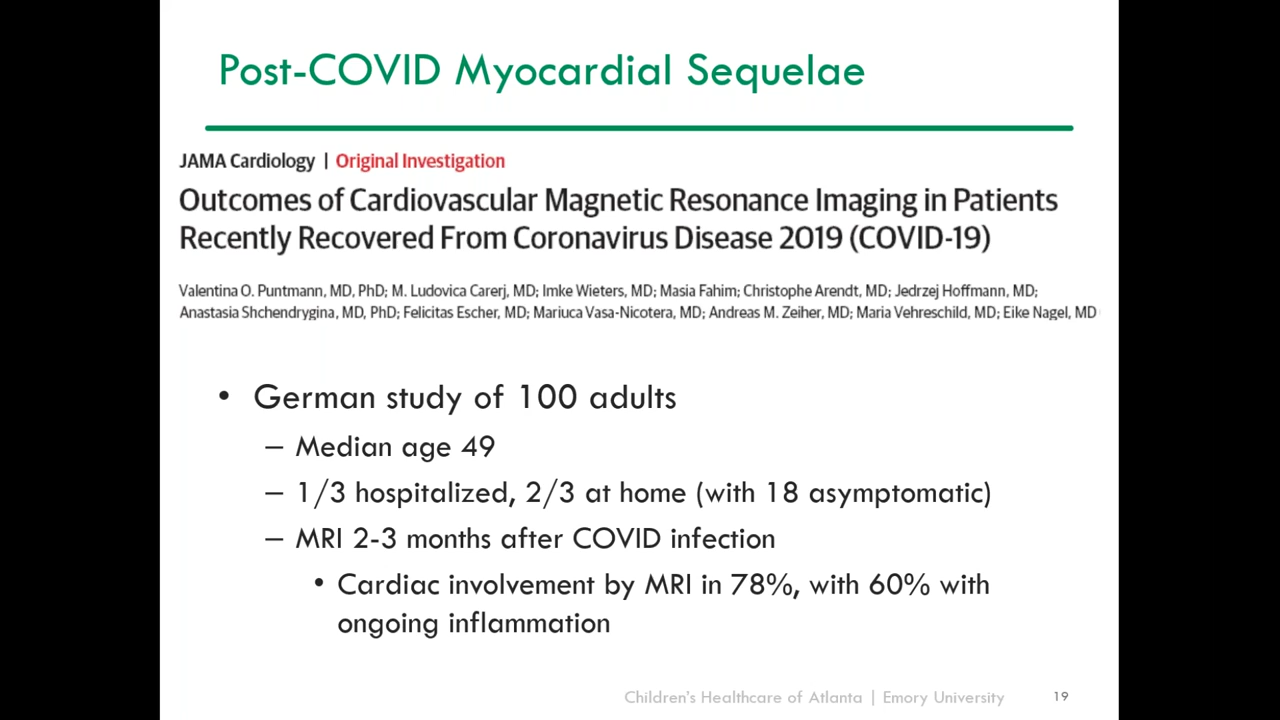 Post-COVID Myocardial Sequelae
JAMA Cardiology | Original Investigation
Outcomes of Cardiovascular Magnetic Resonance Imaging in Patients
Recently Recovered From Coronavirus Disease 2019 (COVID-19)
Valentina O. Puntmann, MD, PhD; M. Ludovica Carerj, MD; Imke Wieters, MD; Masia Fahim; Christophe Arendt, MD; Jedrzej Hoffmann, MD;
Anastasia Shchendrygina, MD, PhD; Felicitas Escher, MD; Mariuca Vasa-Nicotera, MD; Andreas M. Zeiher, MD; Maria Vehreschild, MD; Eike Nagel, MD
• German study of 100 adults
– Median age 49
– 1/3 hospitalized, 2/3 at home (with 18 asymptomatic)
– MRI 2-3 months after COVID infection
• Cardiac involvement by MRI in 78%, with 60% with
ongoing inflammation
Children's Healthcare of Atlanta | Emory University
19